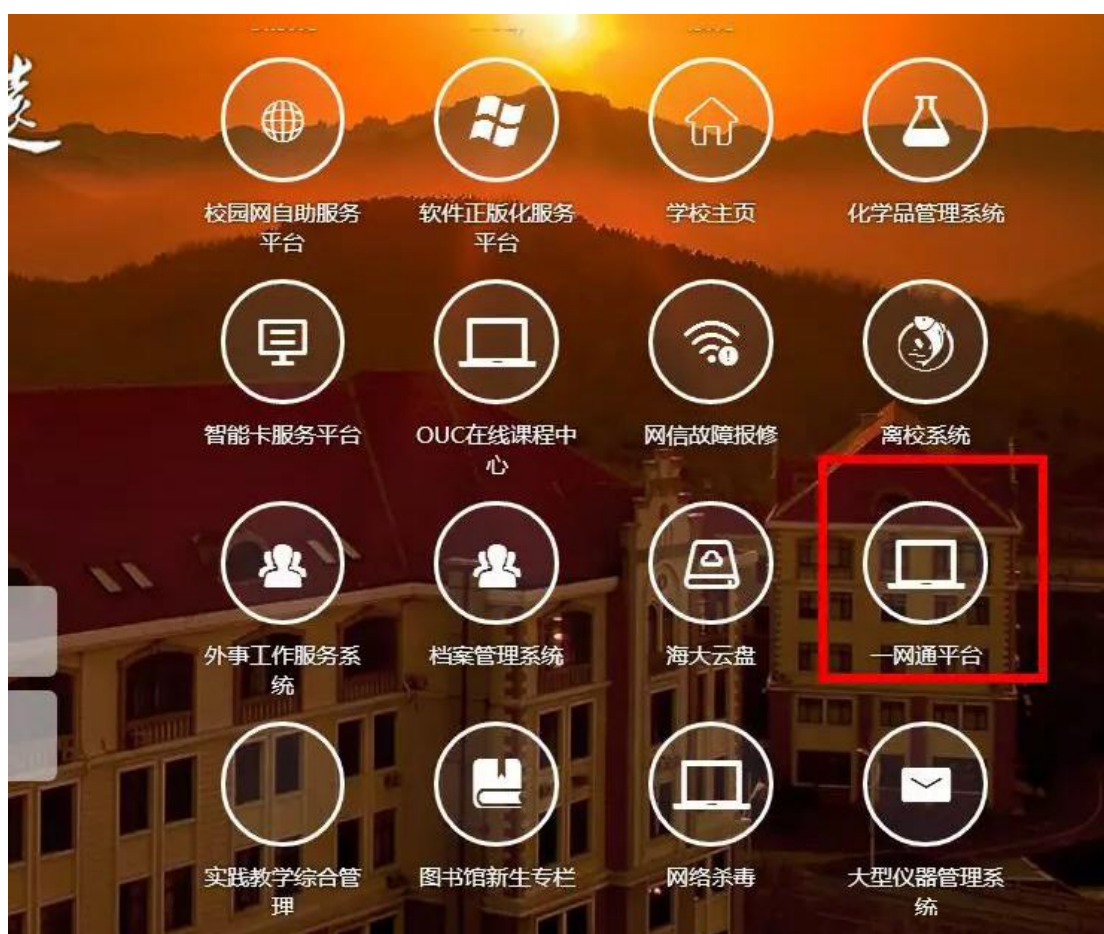 校园网自助服务
平台
软件正版化服务
平台
学校主页
化学品管理系统
智能卡服务平台
OUC在线课程中
心
网信故障报修
离校系统
外事工作服务系
统
档案管理系统
海大云盘
一网通平台
实践教学综合管
理
图书馆新生专栏
网络杀毒
大型仪器管理系
统